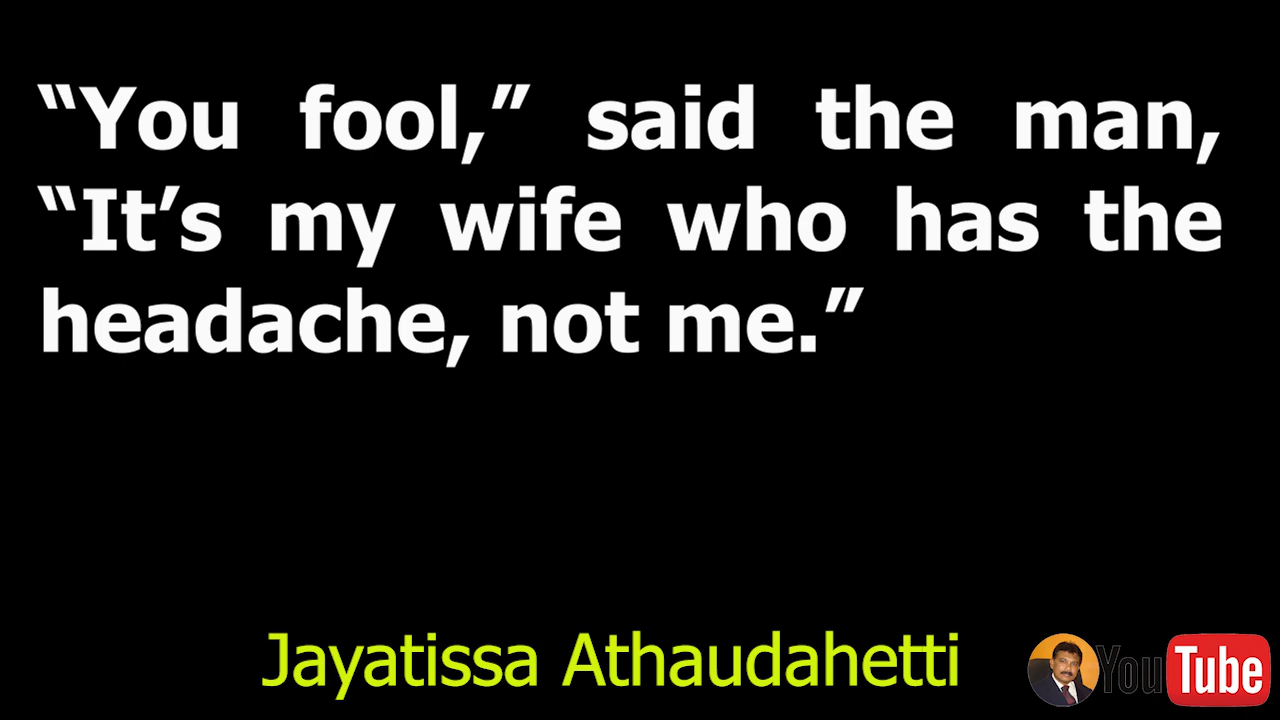 “You fool,” said the man,
“It’s my wife who has the
headache, not me.”
Jayatissa Athaudahetti
YouTube